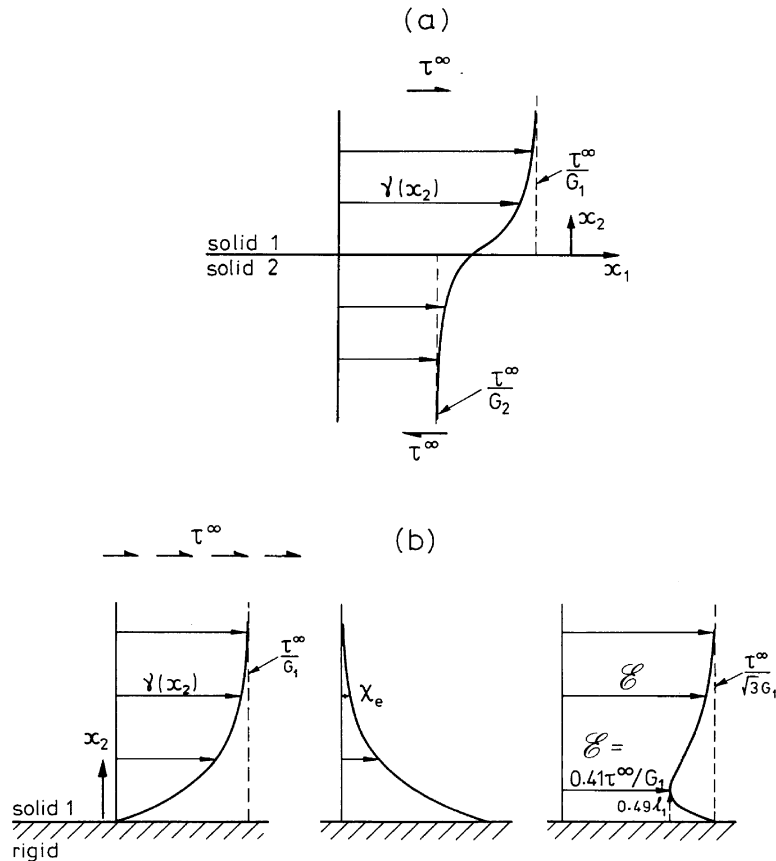 (a)
τ∞
τ∞/G₁
γ(x₂)
x₂
solid 1
solid 2
x₁
τ∞/G₂
τ∞
(b)
τ∞
τ∞/G₁
γ(x₂)
x₂
χₑ
ℰ
τ∞/√3G₁
ℰ =
0.41τ∞/G₁
0.49ℓ₁
solid 1
rigid